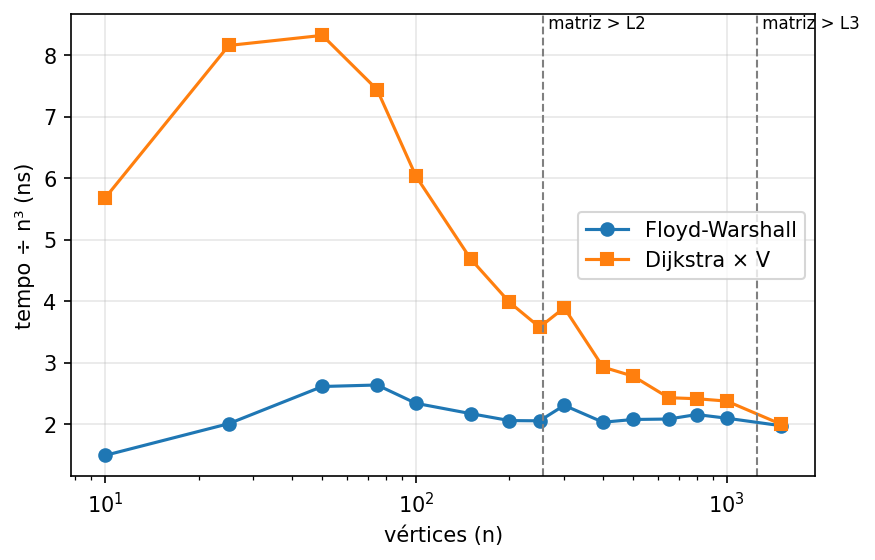 matriz > L2
matriz > L3
8
7
6
5
4
3
2
tempo ÷ n³ (ns)
Floyd-Warshall
Dijkstra × V
10¹
10²
10³
vértices (n)